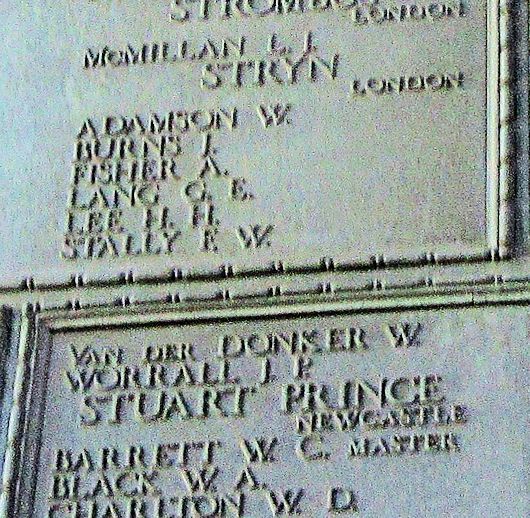 LONDON
McMILLAN L. J.
STRYN
LONDON
ADAMSON W.
BURNS J.
FISHER A.
LANG G. E.
LEE H. H.
STALLY F. W.
VAN DER DONKER W.
WORRALL J. P.
STUART PRINCE
NEWCASTLE
BARRETT W. C. MASTER
BLACK W. A.
CHARLTON W. D.